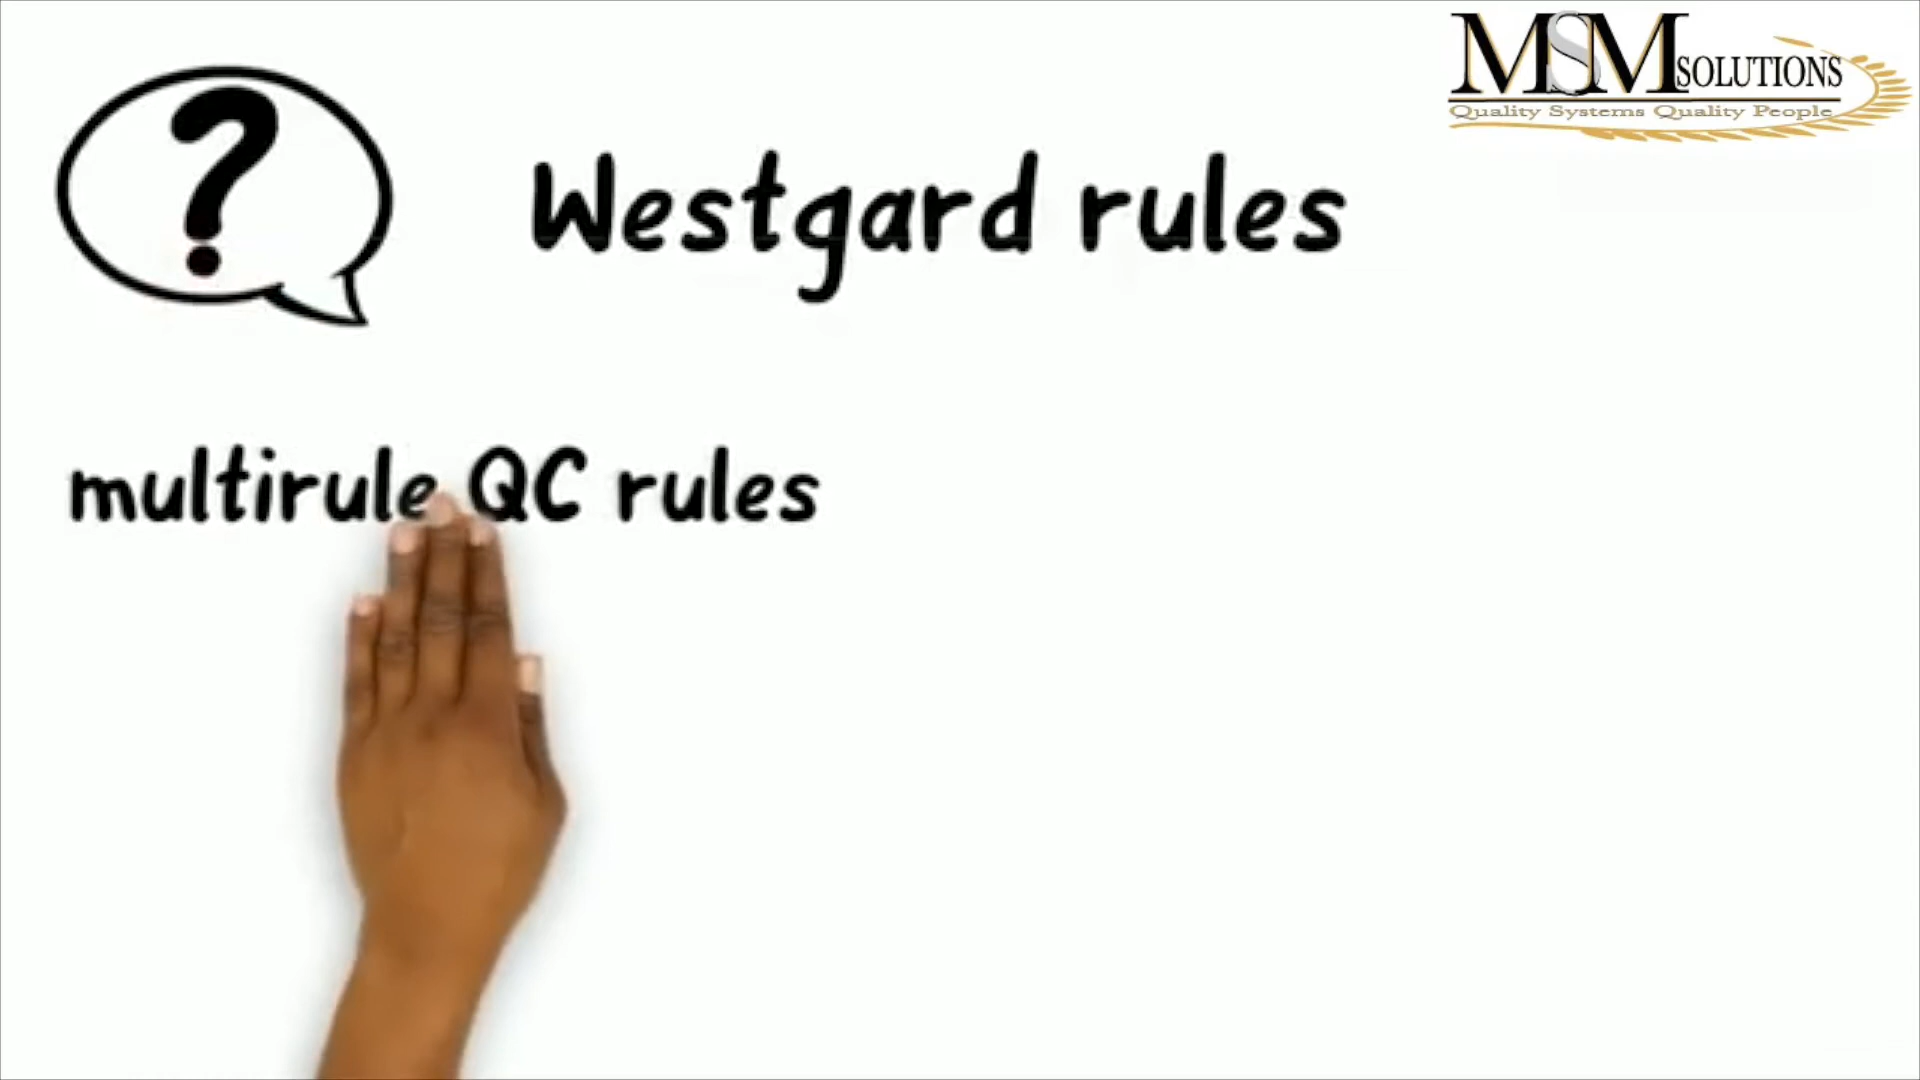 MSM SOLUTIONS
Quality Systems Quality People
?
Westgard rules
multirule QC rules